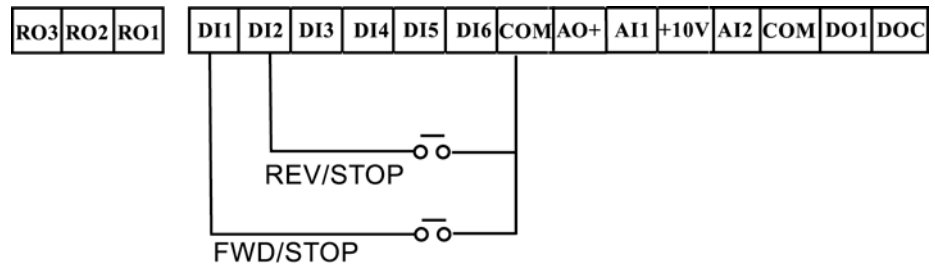 RO3 RO2 RO1 DI1 DI2 DI3 DI4 DI5 DI6 COM AO+ AI1 +10V AI2 COM DO1 DOC
REV/STOP
FWD/STOP